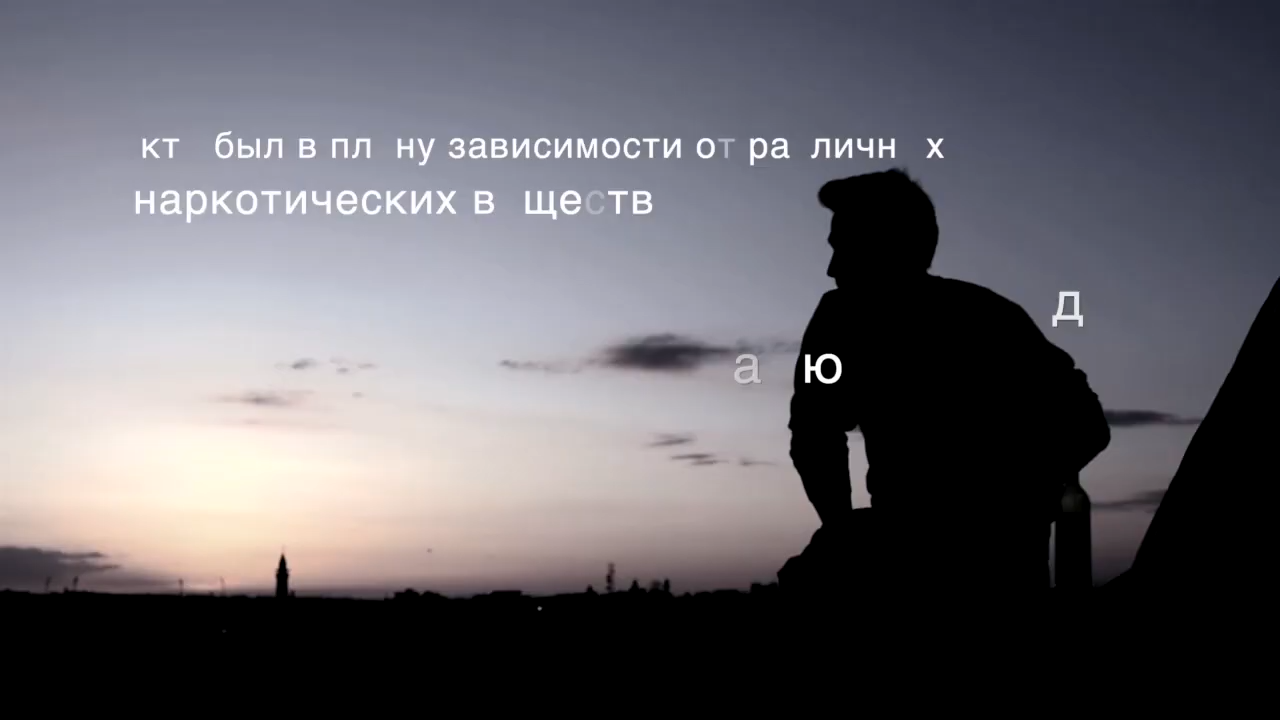 кт был в пл ну зависимости от ра личн х
наркотических в ществ
д
а ю